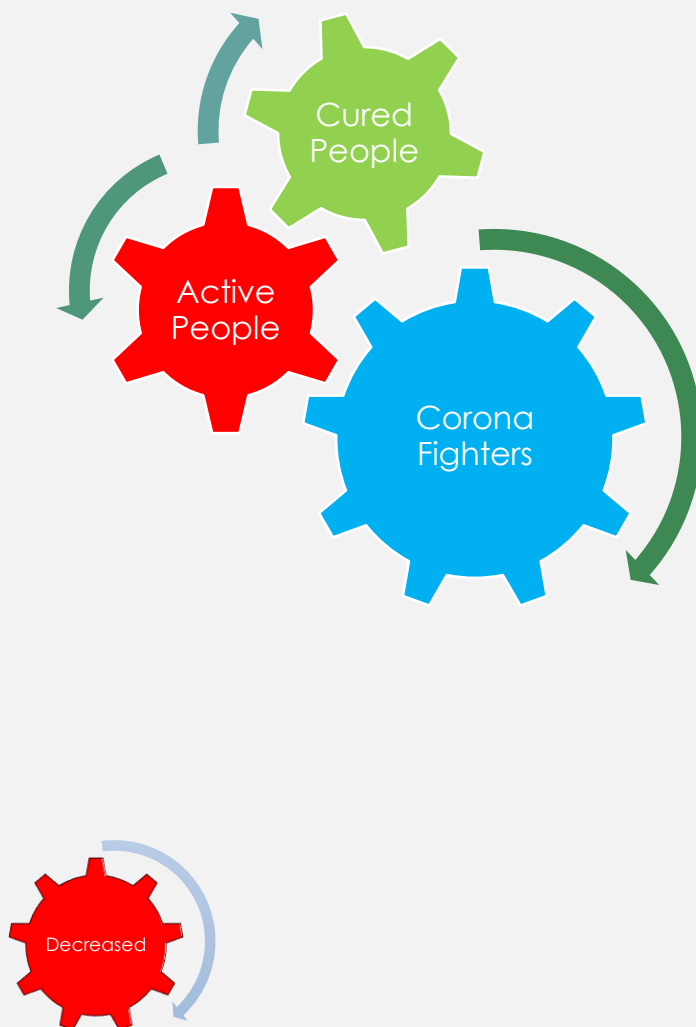 Cured
People
Active
People
Corona
Fighters
Decreased